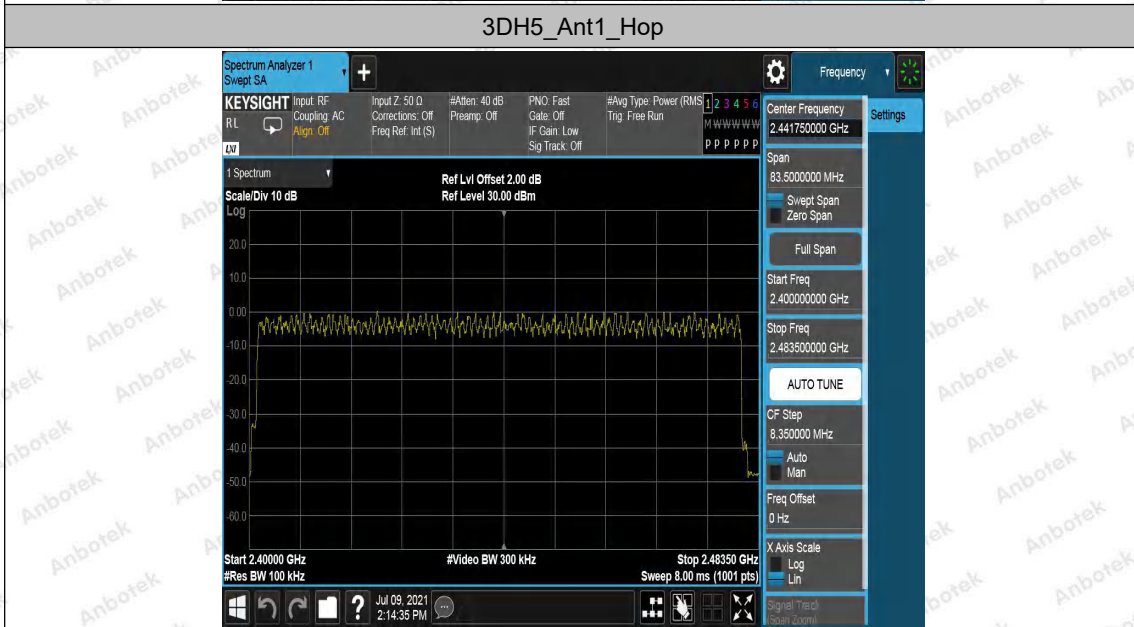 3DH5_Ant1_Hop
Spectrum Analyzer 1
Swept SA
Frequency
KEYSIGHT
RL
LXI
Input: RF
Coupling: AC
Align: Off
Input Z: 50 Ω
Corrections: Off
Freq Ref: Int (S)
#Atten: 40 dB
Preamp: Off
PNO: Fast
Gate: Off
IF Gain: Low
Sig Track: Off
#Avg Type: Power (RMS
Trig: Free Run
1 2 3 4 5 6
M W W W W W
P P P P P P
Center Frequency
2.441750000 GHz
Settings
Span
83.5000000 MHz
Swept Span
Zero Span
Full Span
Start Freq
2.400000000 GHz
Stop Freq
2.483500000 GHz
AUTO TUNE
CF Step
8.350000 MHz
Auto
Man
Freq Offset
0 Hz
X Axis Scale
Log
Lin
Signal Track
(Span Zoom)
1 Spectrum
Scale/Div 10 dB
Ref Lvl Offset 2.00 dB
Ref Level 30.00 dBm
Log
20.0
10.0
0.00
-10.0
-20.0
-30.0
-40.0
-50.0
-60.0
Start 2.40000 GHz
#Video BW 300 kHz
Stop 2.48350 GHz
#Res BW 100 kHz
Sweep 8.00 ms (1001 pts)
?
Jul 09, 2021
2:14:35 PM
Anbotek